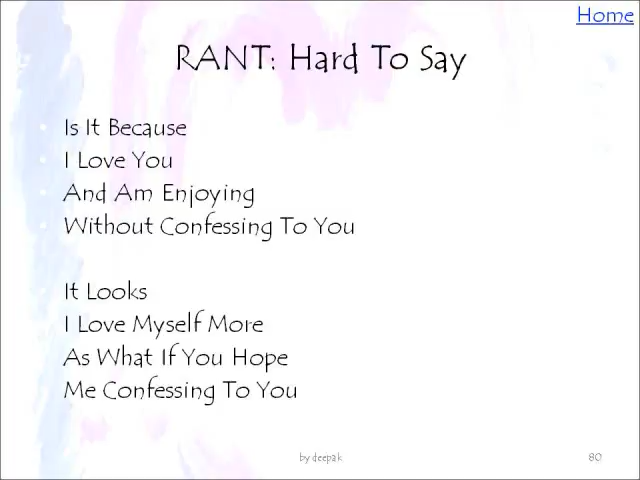 Home
RANT: Hard To Say
Is It Because
I Love You
And Am Enjoying
Without Confessing To You
It Looks
I Love Myself More
As What If You Hope
Me Confessing To You
by deepak
80